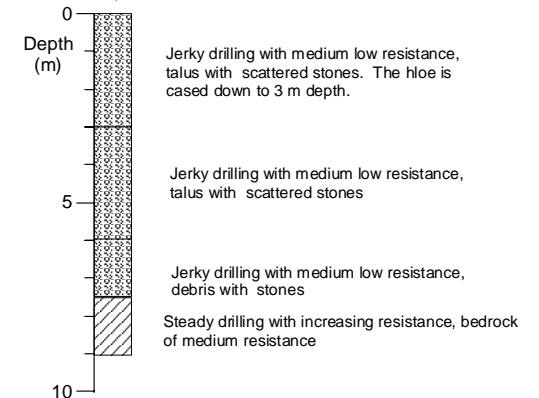 0
Depth
(m)
Jerky drilling with medium low resistance,
talus with scattered stones. The hloe is
cased down to 3 m depth.
Jerky drilling with medium low resistance,
talus with scattered stones
5
Jerky drilling with medium low resistance,
debris with stones
Steady drilling with increasing resistance, bedrock
of medium resistance
10